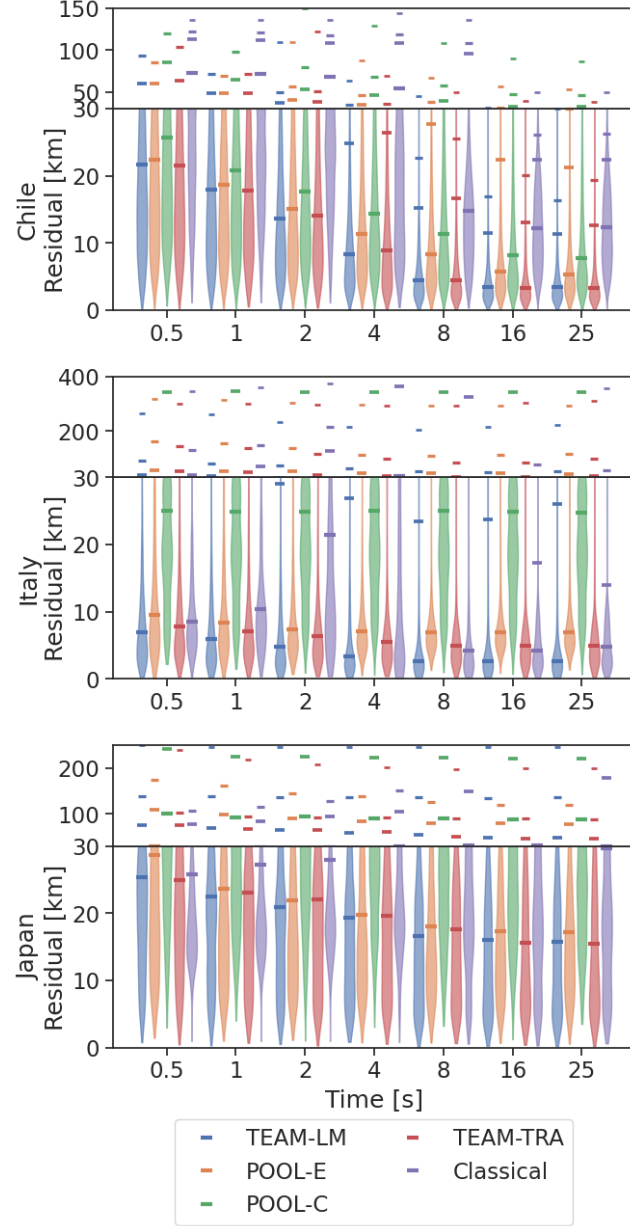 150
100
50
30
20
10
0
Chile
Residual [km]
0.5 1 2 4 8 16 25
400
200
30
20
10
0
Italy
Residual [km]
0.5 1 2 4 8 16 25
200
100
30
20
10
0
Japan
Residual [km]
0.5 1 2 4 8 16 25
Time [s]
TEAM-LM TEAM-TRA
POOL-E Classical
POOL-C